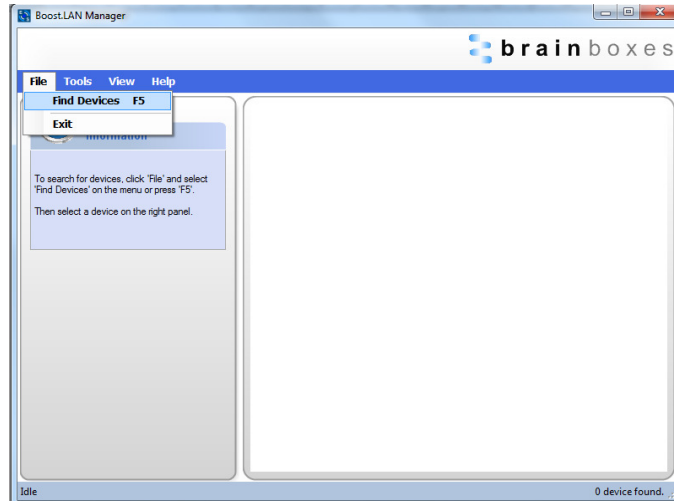 Boost.LAN Manager
brainboxes
File Tools View Help
Find Devices F5
Exit
Information
To search for devices, click 'File' and select
'Find Devices' on the menu or press 'F5'.
Then select a device on the right panel.
Idle
0 device found.